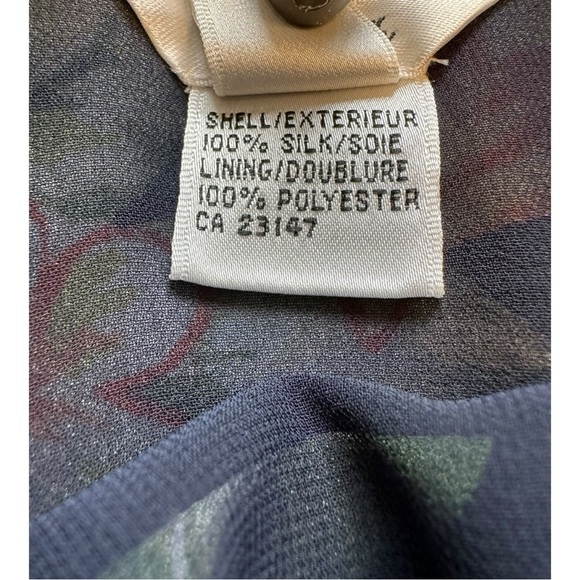 SHELL/EXTERIEUR
100% SILK/SOIE
LINING/DOUBLURE
100% POLYESTER
CA 23147